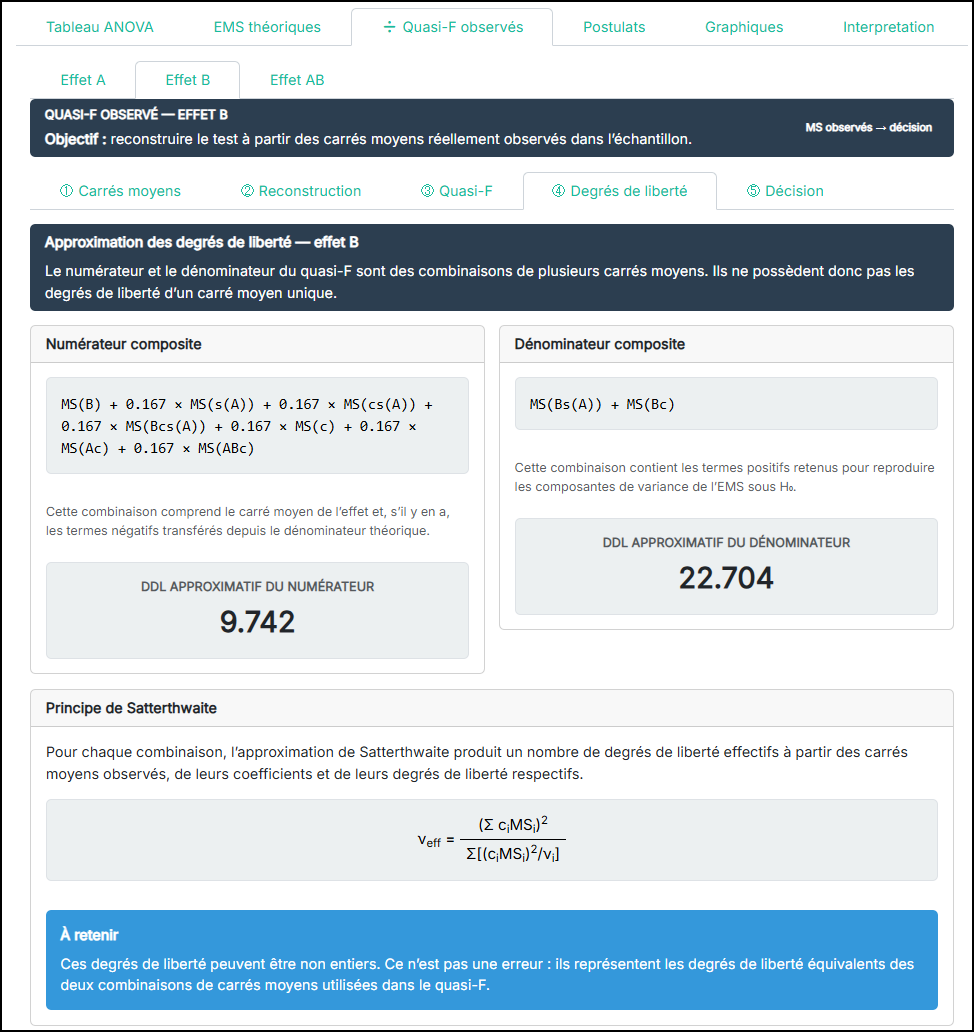 Tableau ANOVA EMS théoriques ÷ Quasi-F observés Postulats Graphiques Interpretation
Effet A Effet B Effet AB
QUASI-F OBSERVÉ — EFFET B
Objectif : reconstruire le test à partir des carrés moyens réellement observés dans l’échantillon.
MS observés → décision
① Carrés moyens ② Reconstruction ③ Quasi-F ④ Degrés de liberté ⑤ Décision
Approximation des degrés de liberté — effet B
Le numérateur et le dénominateur du quasi-F sont des combinaisons de plusieurs carrés moyens. Ils ne possèdent donc pas les
degrés de liberté d’un carré moyen unique.
Numérateur composite
MS(B) + 0.167 × MS(s(A)) + 0.167 × MS(cs(A)) +
0.167 × MS(Bcs(A)) + 0.167 × MS(c) + 0.167 ×
MS(Ac) + 0.167 × MS(ABc)
Cette combinaison comprend le carré moyen de l’effet et, s’il y en a,
les termes négatifs transférés depuis le dénominateur théorique.
DDL APPROXIMATIF DU NUMÉRATEUR
9.742
Dénominateur composite
MS(Bs(A)) + MS(Bc)
Cette combinaison contient les termes positifs retenus pour reproduire
les composantes de variance de l’EMS sous H₀.
DDL APPROXIMATIF DU DÉNOMINATEUR
22.704
Principe de Satterthwaite
Pour chaque combinaison, l’approximation de Satterthwaite produit un nombre de degrés de liberté effectifs à partir des carrés
moyens observés, de leurs coefficients et de leurs degrés de liberté respectifs.
(Σ cᵢMSᵢ)²
ν_eff =
Σ[(cᵢMSᵢ)²/νᵢ]
À retenir
Ces degrés de liberté peuvent être non entiers. Ce n’est pas une erreur : ils représentent les degrés de liberté équivalents des
deux combinaisons de carrés moyens utilisées dans le quasi-F.